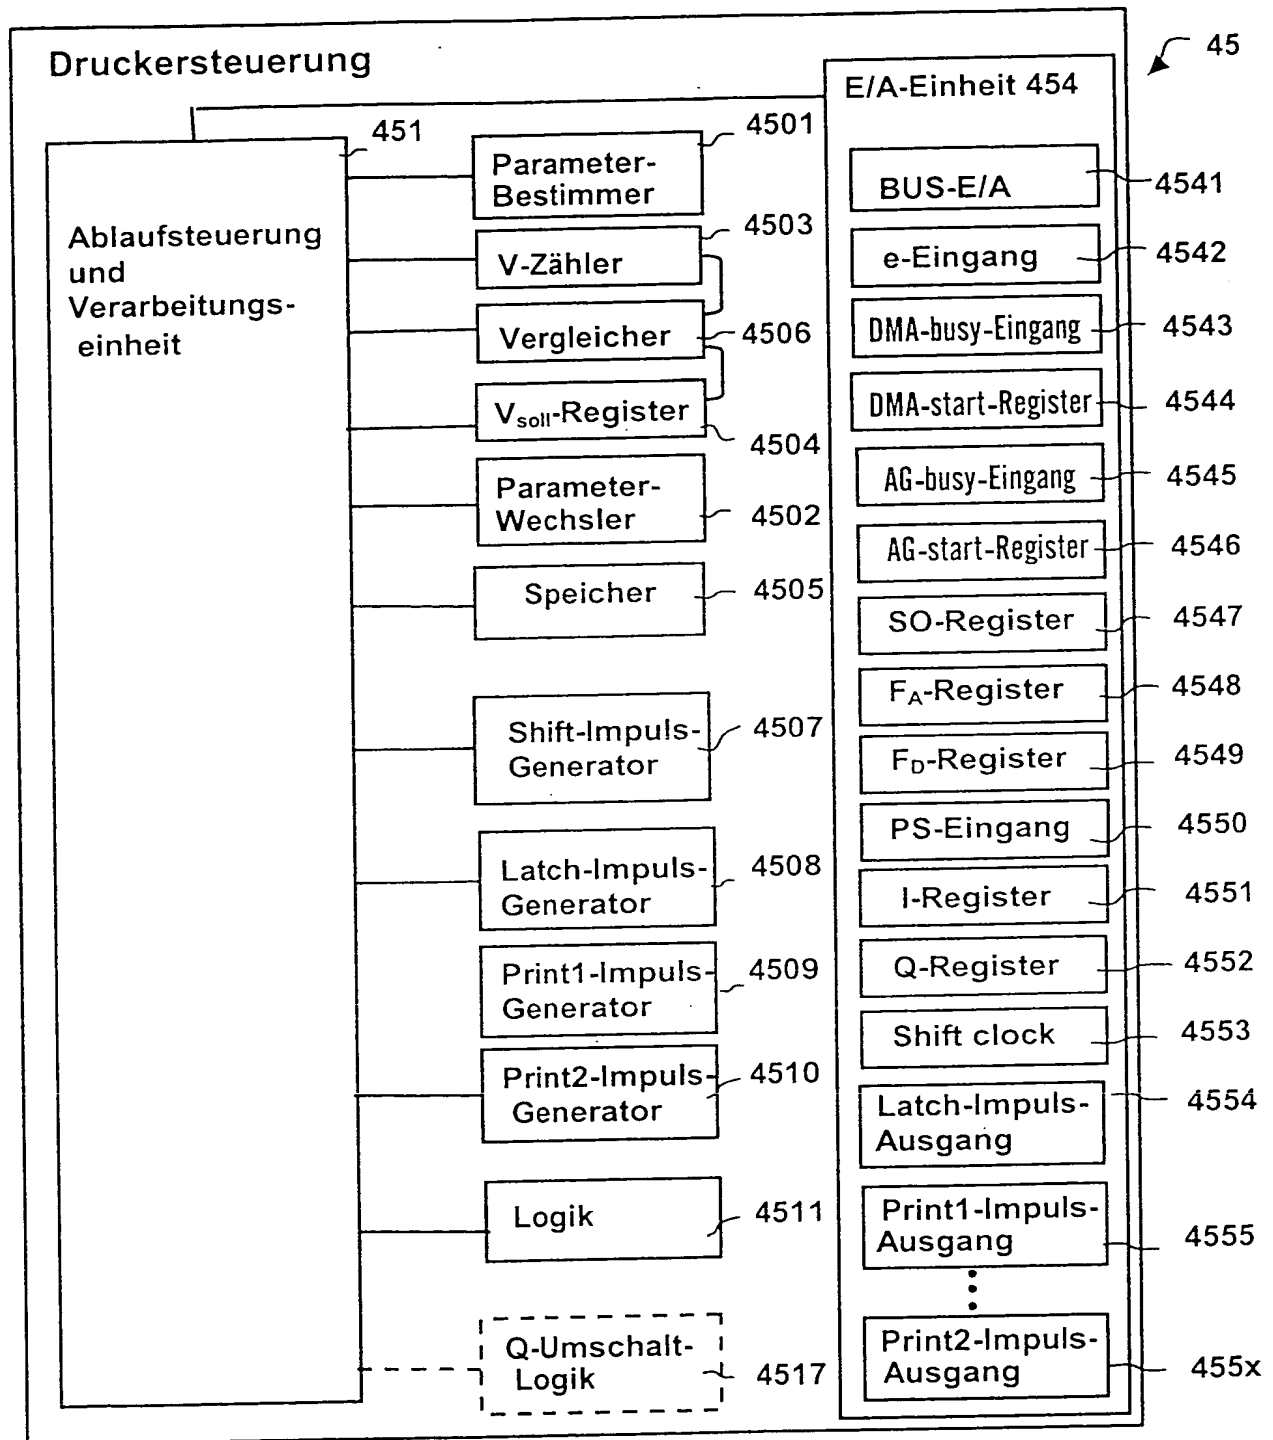 Druckersteuerung
45
451
Ablaufsteuerung
und
Verarbeitungs-
einheit
4501
Parameter-
Bestimmer
4503
V-Zähler
Vergleicher
4506
Vsoll-Register
4504
Parameter-
Wechsler
4502
Speicher
4505
Shift-Impuls-
Generator
4507
Latch-Impuls-
Generator
4508
Print1-Impuls-
Generator
4509
Print2-Impuls-
Generator
4510
Logik
4511
Q-Umschalt-
Logik
4517
E/A-Einheit 454
BUS-E/A
4541
e-Eingang
4542
DMA-busy-Eingang
4543
DMA-start-Register
4544
AG-busy-Eingang
4545
AG-start-Register
4546
SO-Register
4547
FA-Register
4548
FD-Register
4549
PS-Eingang
4550
I-Register
4551
Q-Register
4552
Shift clock
4553
Latch-Impuls-
Ausgang
4554
Print1-Impuls-
Ausgang
4555
Print2-Impuls-
Ausgang
455x